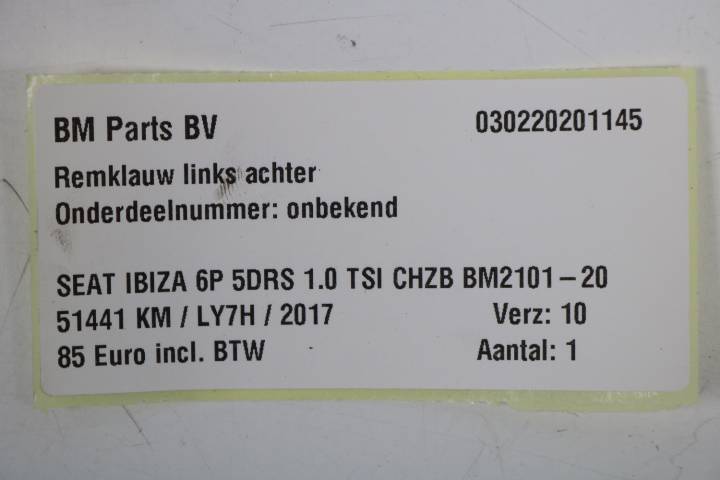 BM Parts BV 030220201145
Remklauw links achter
Onderdeelnummer: onbekend
SEAT IBIZA 6P 5DRS 1.0 TSI CHZB BM2101-20
51441 KM / LY7H / 2017 Verz: 10
85 Euro incl. BTW Aantal: 1